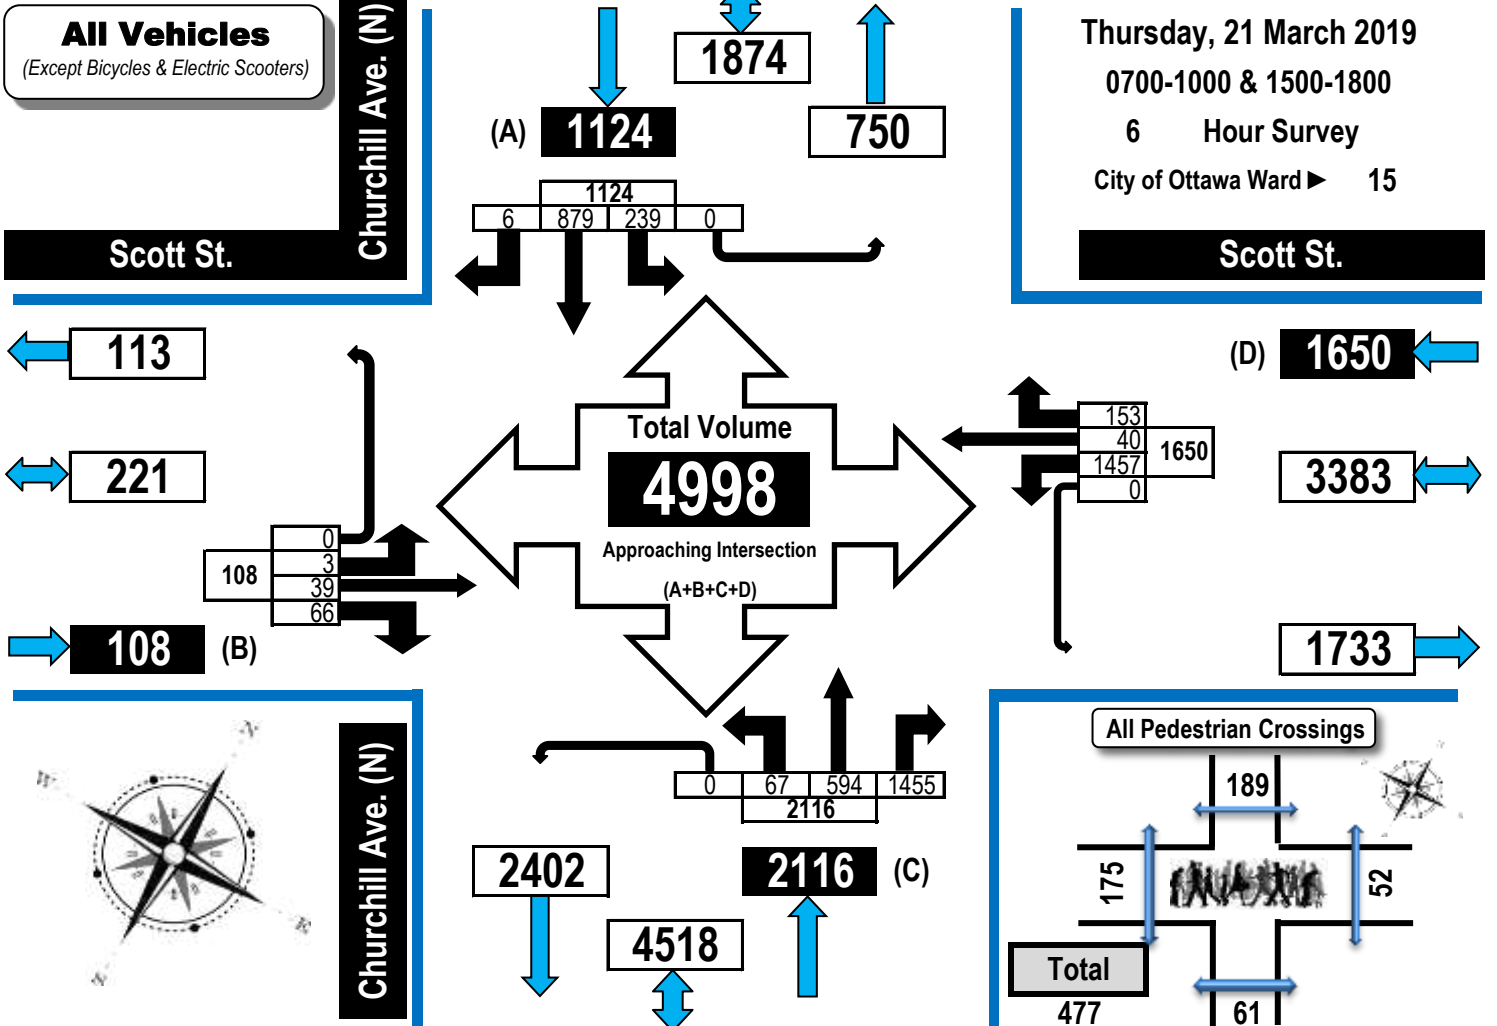 All Vehicles
(Except Bicycles & Electric Scooters)
Churchill Ave. (N)
Scott St.
1874
(A) 1124
750
1124
6 879 239 0
Thursday, 21 March 2019
0700-1000 & 1500-1800
6 Hour Survey
City of Ottawa Ward ► 15
Scott St.
113
221
0
3
39
66
108
108 (B)
Total Volume
4998
Approaching Intersection
(A+B+C+D)
(D) 1650
153
40
1457
0
1650
3383
1733
N
W
E
S
Churchill Ave. (N)
0 67 594 1455
2116
2402
2116 (C)
4518
All Pedestrian Crossings
189
175
52
Total
477
61